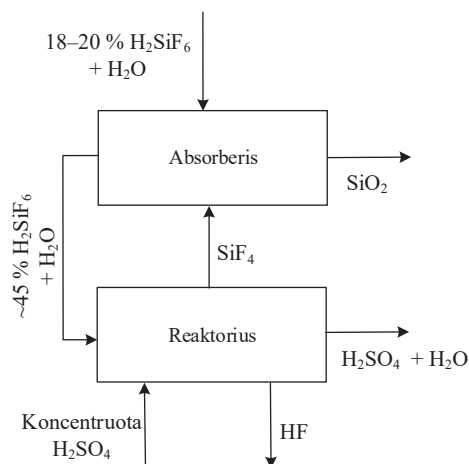 18–20 % H₂SiF₆
+ H₂O
Absorberis
SiO₂
~45 % H₂SiF₆
+ H₂O
SiF₄
Reaktorius
H₂SO₄ + H₂O
Koncentruota
H₂SO₄
HF